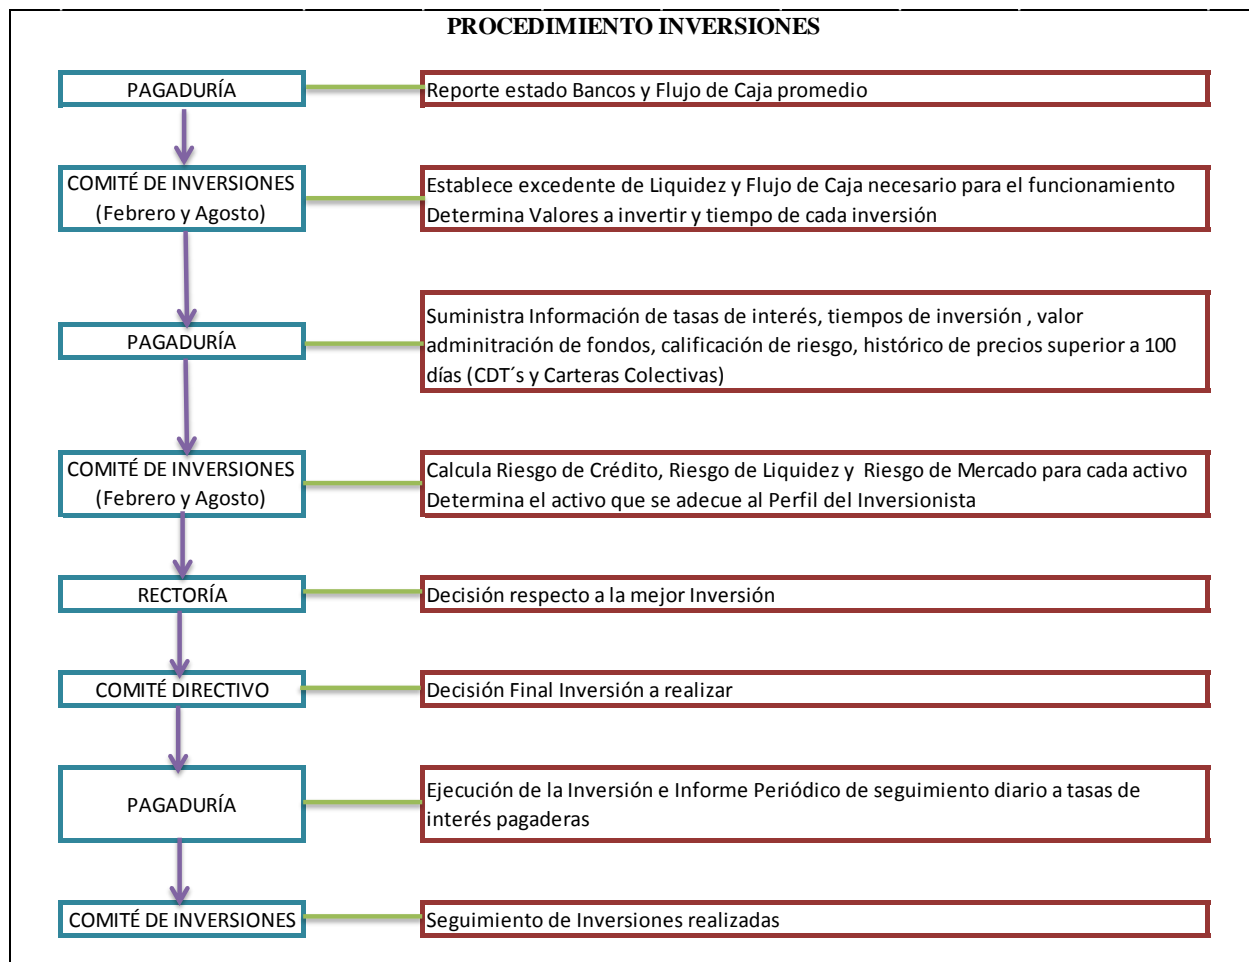 PROCEDIMIENTO INVERSIONES
PAGADURÍA
Reporte estado Bancos y Flujo de Caja promedio
COMITÉ DE INVERSIONES
(Febrero y Agosto)
Establece excedente de Liquidez y Flujo de Caja necesario para el funcionamiento
Determina Valores a invertir y tiempo de cada inversión
PAGADURÍA
Suministra Información de tasas de interés, tiempos de inversión , valor
adminitración de fondos, calificación de riesgo, histórico de precios superior a 100
días (CDT´s y Carteras Colectivas)
COMITÉ DE INVERSIONES
(Febrero y Agosto)
Calcula Riesgo de Crédito, Riesgo de Liquidez y Riesgo de Mercado para cada activo
Determina el activo que se adecue al Perfil del Inversionista
RECTORÍA
Decisión respecto a la mejor Inversión
COMITÉ DIRECTIVO
Decisión Final Inversión a realizar
PAGADURÍA
Ejecución de la Inversión e Informe Periódico de seguimiento diario a tasas de
interés pagaderas
COMITÉ DE INVERSIONES
Seguimiento de Inversiones realizadas